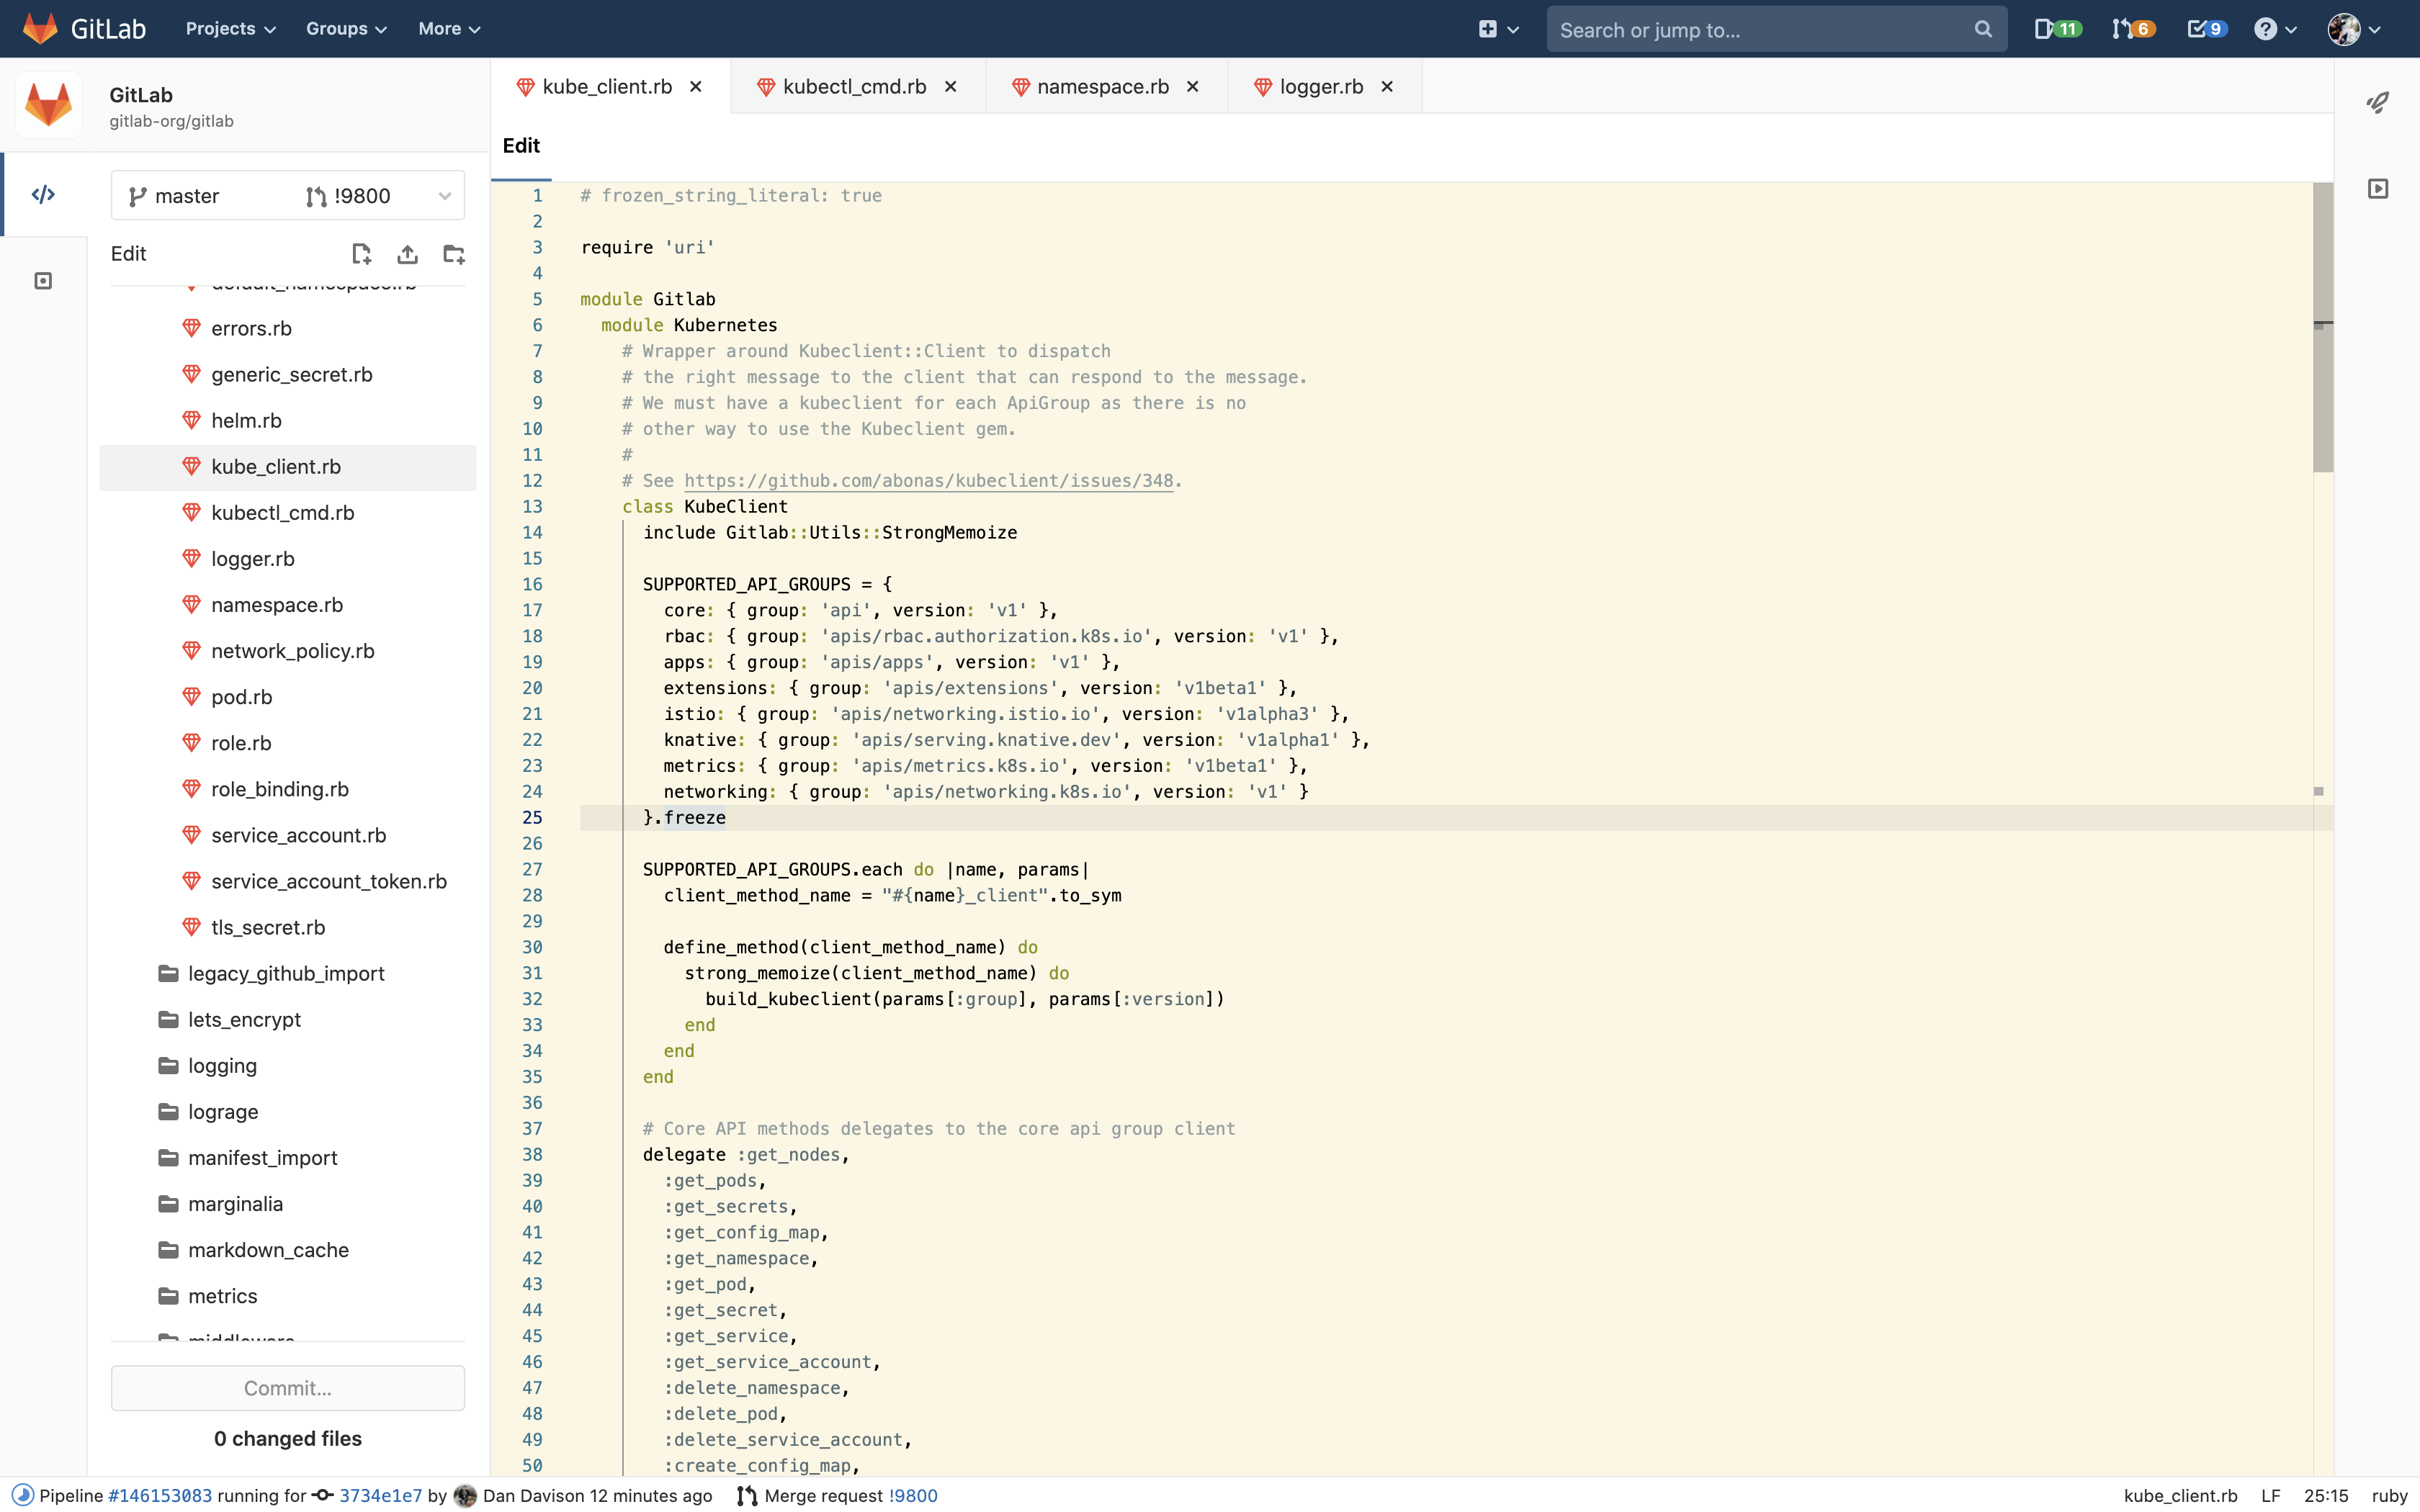 GitLab Projects Groups More Search or jump to... 11 6 9
GitLab
gitlab-org/gitlab
master !9800
Edit
default_namespace.rb
errors.rb
generic_secret.rb
helm.rb
kube_client.rb
kubectl_cmd.rb
logger.rb
namespace.rb
network_policy.rb
pod.rb
role.rb
role_binding.rb
service_account.rb
service_account_token.rb
tls_secret.rb
legacy_github_import
lets_encrypt
logging
lograge
manifest_import
marginalia
markdown_cache
metrics
middleware
Commit...
0 changed files
kube_client.rb kubectl_cmd.rb namespace.rb logger.rb
Edit
1 # frozen_string_literal: true
2
3 require 'uri'
4
5 module Gitlab
6 module Kubernetes
7 # Wrapper around Kubeclient::Client to dispatch
8 # the right message to the client that can respond to the message.
9 # We must have a kubeclient for each ApiGroup as there is no
10 # other way to use the Kubeclient gem.
11 #
12 # See https://github.com/abonas/kubeclient/issues/348.
13 class KubeClient
14 include Gitlab::Utils::StrongMemoize
15
16 SUPPORTED_API_GROUPS = {
17 core: { group: 'api', version: 'v1' },
18 rbac: { group: 'apis/rbac.authorization.k8s.io', version: 'v1' },
19 apps: { group: 'apis/apps', version: 'v1' },
20 extensions: { group: 'apis/extensions', version: 'v1beta1' },
21 istio: { group: 'apis/networking.istio.io', version: 'v1alpha3' },
22 knative: { group: 'apis/serving.knative.dev', version: 'v1alpha1' },
23 metrics: { group: 'apis/metrics.k8s.io', version: 'v1beta1' },
24 networking: { group: 'apis/networking.k8s.io', version: 'v1' }
25 }.freeze
26
27 SUPPORTED_API_GROUPS.each do |name, params|
28 client_method_name = "#{name}_client".to_sym
29
30 define_method(client_method_name) do
31 strong_memoize(client_method_name) do
32 build_kubeclient(params[:group], params[:version])
33 end
34 end
35 end
36
37 # Core API methods delegates to the core api group client
38 delegate :get_nodes,
39 :get_pods,
40 :get_secrets,
41 :get_config_map,
42 :get_namespace,
43 :get_pod,
44 :get_secret,
45 :get_service,
46 :get_service_account,
47 :delete_namespace,
48 :delete_pod,
49 :delete_service_account,
50 :create_config_map,
Pipeline #146153083 running for 3734e1e7 by Dan Davison 12 minutes ago Merge request !9800 kube_client.rb LF 25:15 ruby